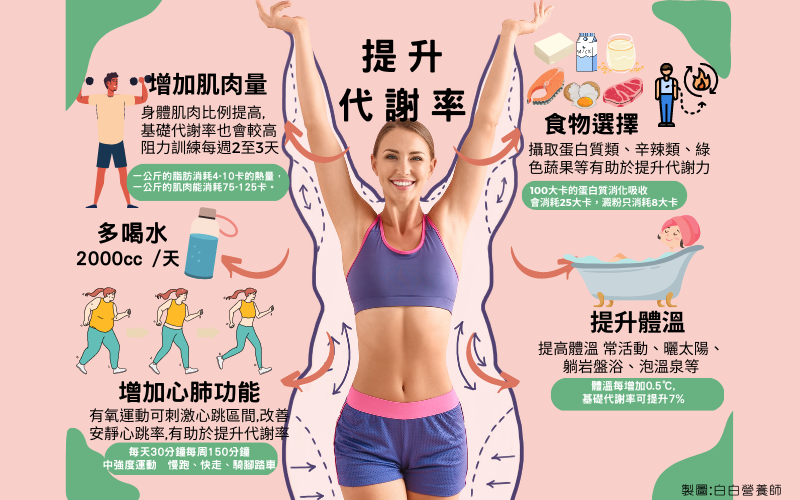 提升
代謝率
增加肌肉量
身體肌肉比例提高,
基礎代謝率也會較高
阻力訓練每週2至3天
一公斤的脂肪消耗4-10卡的熱量，
一公斤的肌肉能消耗75-125卡。
多喝水
2000cc /天
增加心肺功能
有氧運動可刺激心跳區間,改善
安靜心跳率,有助於提升代謝率
每天30分鐘每周150分鐘
中強度運動 慢跑、快走、騎腳踏車
MILK
食物選擇
攝取蛋白質類、辛辣類、綠
色蔬果等有助於提升代謝力
100大卡的蛋白質消化吸收
會消耗25大卡，澱粉只消耗8大卡
提升體溫
提高體溫 常活動、曬太陽、
躺岩盤浴、泡溫泉等
體溫每增加0.5℃,
基礎代謝率可提升7%
製圖:白白營養師